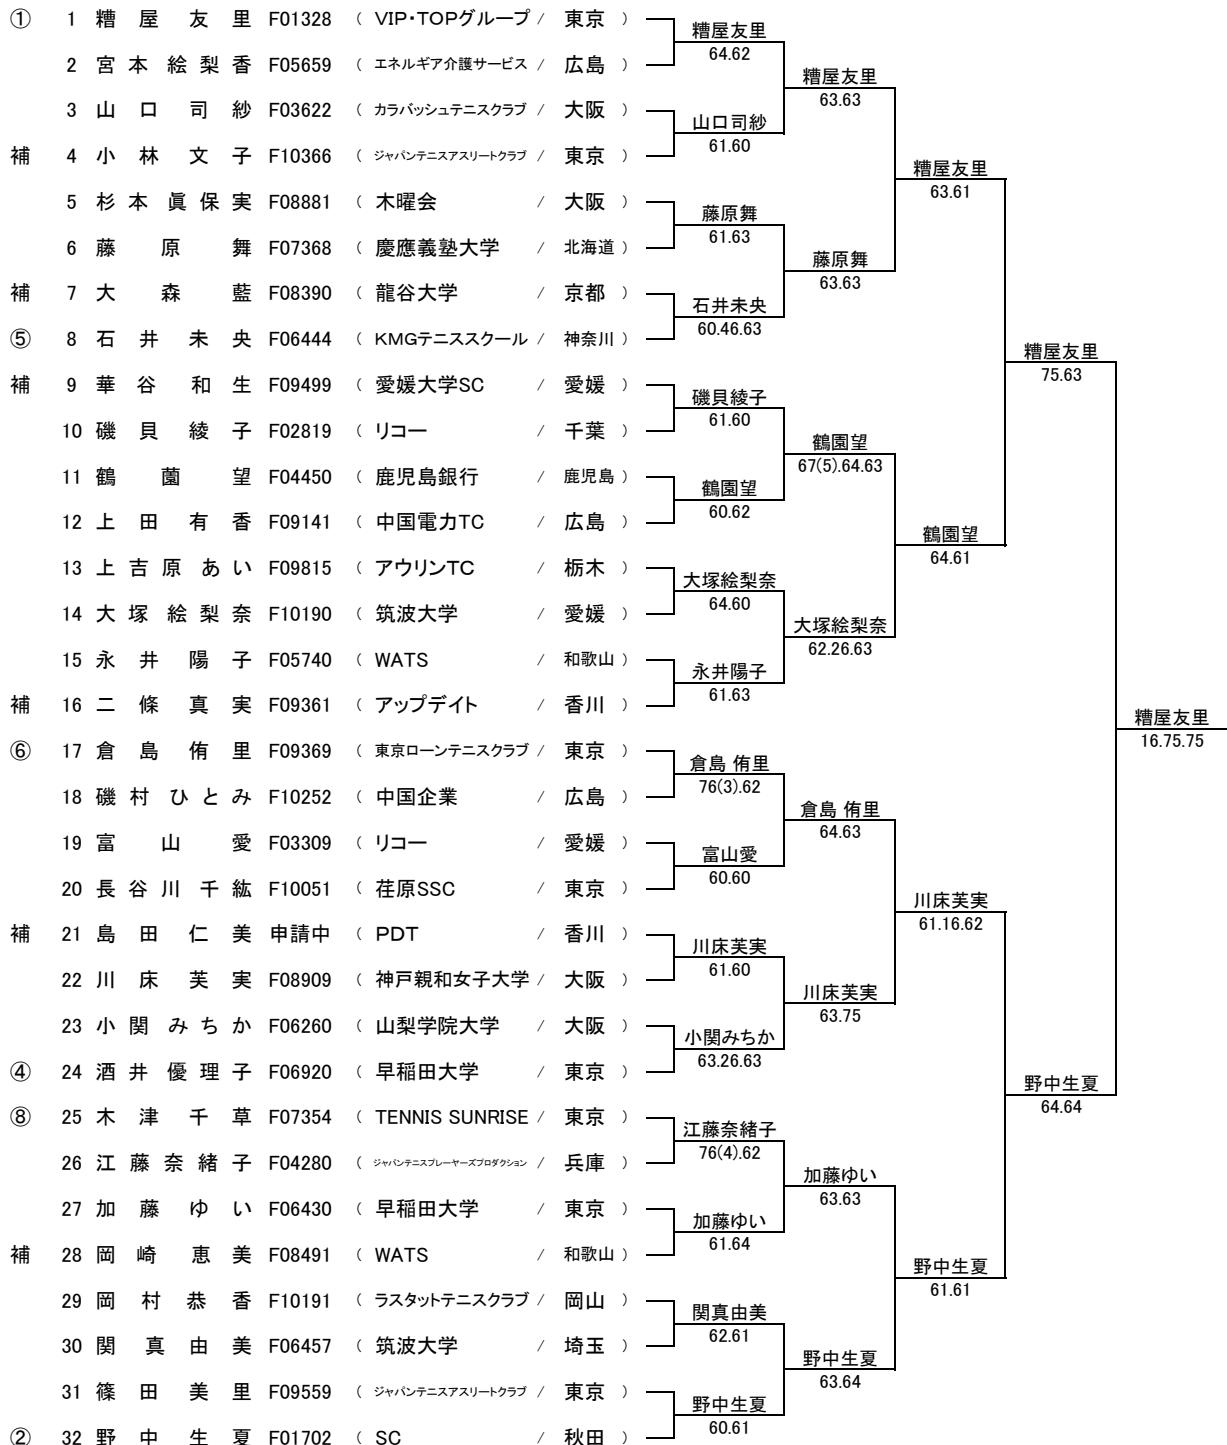 ① 1 糟屋友里 F01328 ( VIP・TOPグループ / 東京 )
2 宮本絵梨香 F05659 ( エネルギア介護サービス / 広島 )
3 山口司紗 F03622 ( カラバッシュテニスクラブ / 大阪 )
補 4 小林文子 F10366 ( ジャパンテニスアスリートクラブ / 東京 )
5 杉本眞保実 F08881 ( 木曜会 / 大阪 )
6 藤原舞 F07368 ( 慶應義塾大学 / 北海道 )
補 7 大森藍 F08390 ( 龍谷大学 / 京都 )
⑤ 8 石井未央 F06444 ( KMGテニススクール / 神奈川 )
補 9 華谷和生 F09499 ( 愛媛大学SC / 愛媛 )
10 磯貝綾子 F02819 ( リコー / 千葉 )
11 鶴薗望 F04450 ( 鹿児島銀行 / 鹿児島 )
12 上田有香 F09141 ( 中国電力TC / 広島 )
13 上吉原あい F09815 ( アウリンTC / 栃木 )
14 大塚絵梨奈 F10190 ( 筑波大学 / 愛媛 )
15 永井陽子 F05740 ( WATS / 和歌山 )
補 16 二條真実 F09361 ( アップデイト / 香川 )
⑥ 17 倉島侑里 F09369 ( 東京ローンテニスクラブ / 東京 )
18 磯村ひとみ F10252 ( 中国企業 / 広島 )
19 富山愛 F03309 ( リコー / 愛媛 )
20 長谷川千紘 F10051 ( 荏原SSC / 東京 )
補 21 島田仁美 申請中 ( PDT / 香川 )
22 川床芙実 F08909 ( 神戸親和女子大学 / 大阪 )
23 小関みちか F06260 ( 山梨学院大学 / 大阪 )
④ 24 酒井優理子 F06920 ( 早稲田大学 / 東京 )
⑧ 25 木津千草 F07354 ( TENNIS SUNRISE / 東京 )
26 江藤奈緒子 F04280 ( ジャパンテニスプレーヤーズプロダクション / 兵庫 )
27 加藤ゆい F06430 ( 早稲田大学 / 東京 )
補 28 岡崎恵美 F08491 ( WATS / 和歌山 )
29 岡村恭香 F10191 ( ラスタットテニスクラブ / 岡山 )
30 関真由美 F06457 ( 筑波大学 / 埼玉 )
31 篠田美里 F09559 ( ジャパンテニスアスリートクラブ / 東京 )
② 32 野中生夏 F01702 ( SC / 秋田 )
糟屋友里
64.62
山口司紗
61.60
藤原舞
61.63
石井未央
60.46.63
磯貝綾子
61.60
鶴園望
60.62
大塚絵梨奈
64.60
永井陽子
61.63
倉島 侑里
76(3).62
富山愛
60.60
川床芙実
61.60
小関みちか
63.26.63
江藤奈緒子
76(4).62
加藤ゆい
61.64
関真由美
62.61
野中生夏
60.61
糟屋友里
63.63
藤原舞
63.63
鶴園望
67(5).64.63
大塚絵梨奈
62.26.63
倉島 侑里
64.63
川床芙実
63.75
加藤ゆい
63.63
野中生夏
63.64
糟屋友里
63.61
鶴園望
64.61
川床芙実
61.16.62
野中生夏
61.61
糟屋友里
75.63
野中生夏
64.64
糟屋友里
16.75.75